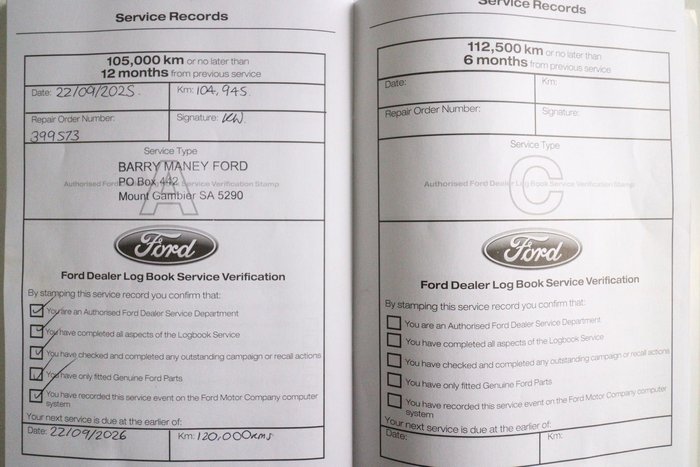 Service Records
105,000 km or no later than
12 months from previous service
Date: 22/09/2025. Km: 104,945.
Repair Order Number: Signature:
399573
Service Type
BARRY MANEY FORD
PO Box 442
Authorised Ford Service Verification Stamp
Mount Gambier SA 5290
A
Ford
Ford Dealer Log Book Service Verification
By stamping this service record you confirm that:
You are an Authorised Ford Dealer Service Department
You have completed all aspects of the Logbook Service
You have checked and completed any outstanding campaign or recall actions
You have only fitted Genuine Ford Parts
You have recorded this service event on the Ford Motor Company computer
system
Your next service is due at the earlier of:
Date: 22/09/2026 Km: 120,000kms
Service Records
112,500 km or no later than
6 months from previous service
Date: Km:
Repair Order Number: Signature:
Service Type
Authorised Ford Dealer Log Book Service Verification Stamp
C
Ford
Ford Dealer Log Book Service Verification
By stamping this service record you confirm that:
You are an Authorised Ford Dealer Service Department
You have completed all aspects of the Logbook Service
You have checked and completed any outstanding campaign or recall actions
You have only fitted Genuine Ford Parts
You have recorded this service event on the Ford Motor Company computer
system
Your next service is due at the earlier of:
Date: Km: